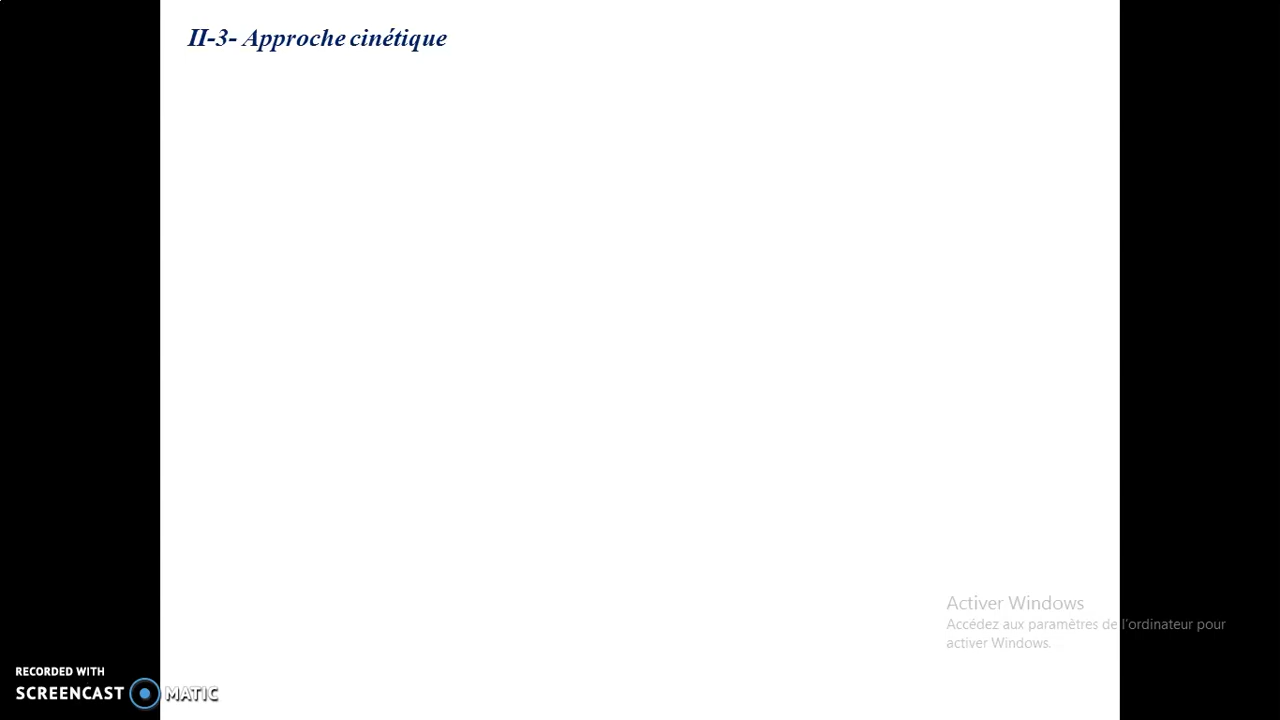 II-3- Approche cinétique
Activer Windows
Accédez aux paramètres de l'ordinateur pour
activer Windows.
RECORDED WITH
SCREENCAST MATIC